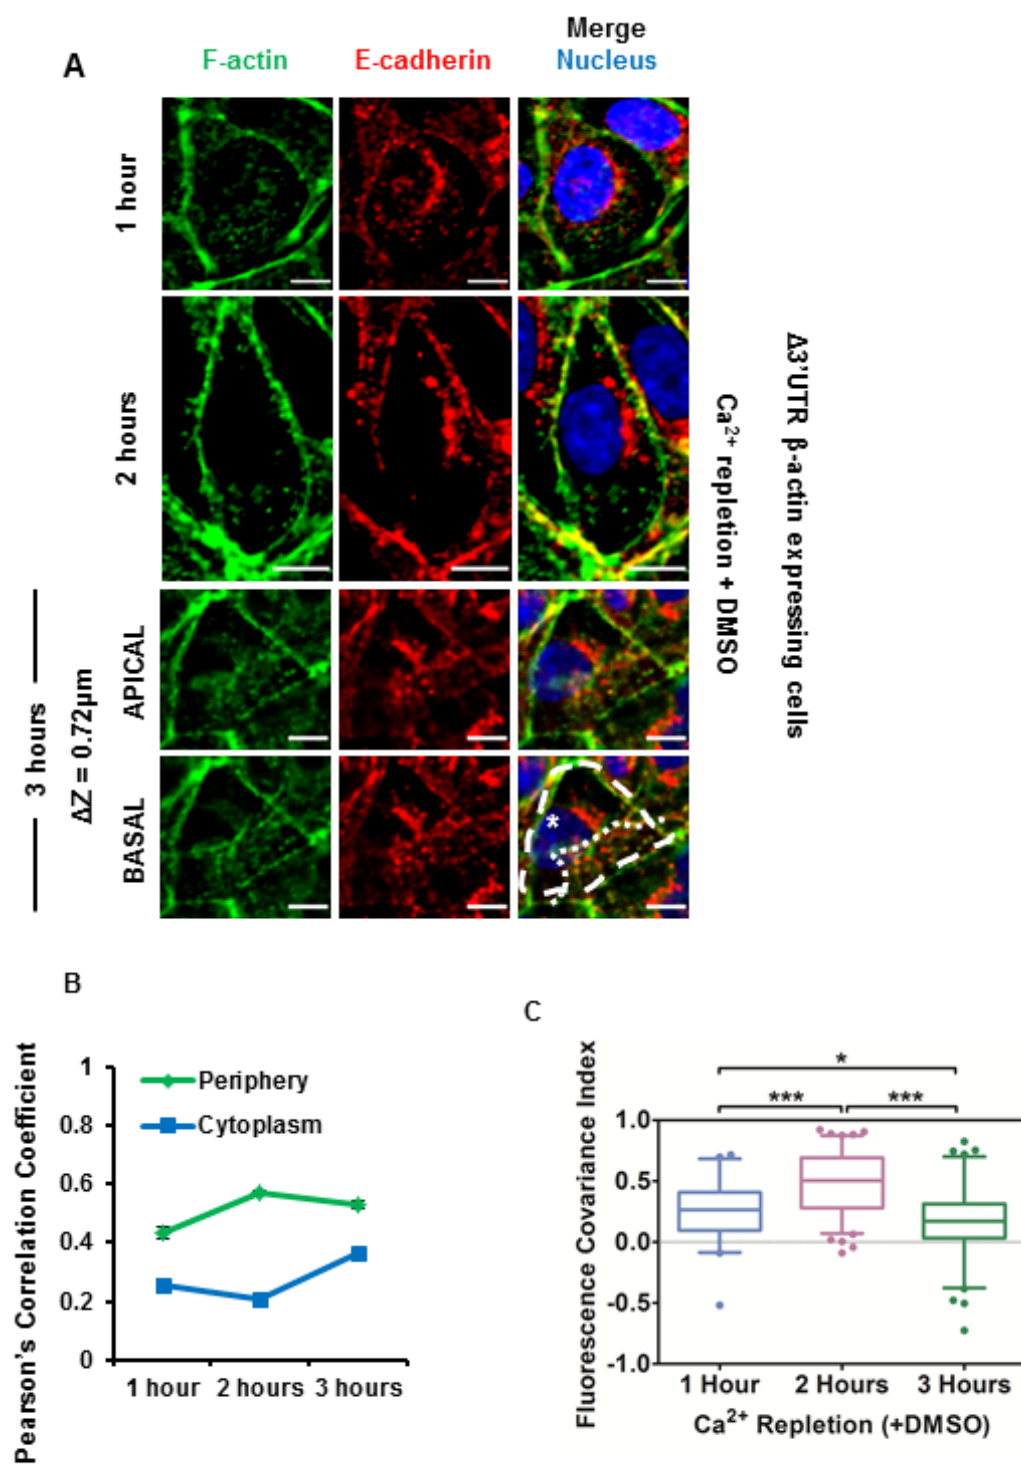 A
F-actin
E-cadherin
Merge
Nucleus
1 hour
2 hours
3 hours
ΔZ = 0.72µm
APICAL
BASAL
*
Ca²⁺ repletion + DMSO
Δ3'UTR β-actin expressing cells
B
Pearson's Correlation Coefficient
1
0.8
0.6
0.4
0.2
0
Periphery
Cytoplasm
1 hour 2 hours 3 hours
C
Fluorescence Covariance Index
*
*** ***
1.0
0.5
0.0
-0.5
-1.0
1 Hour 2 Hours 3 Hours
Ca²⁺ Repletion (+DMSO)